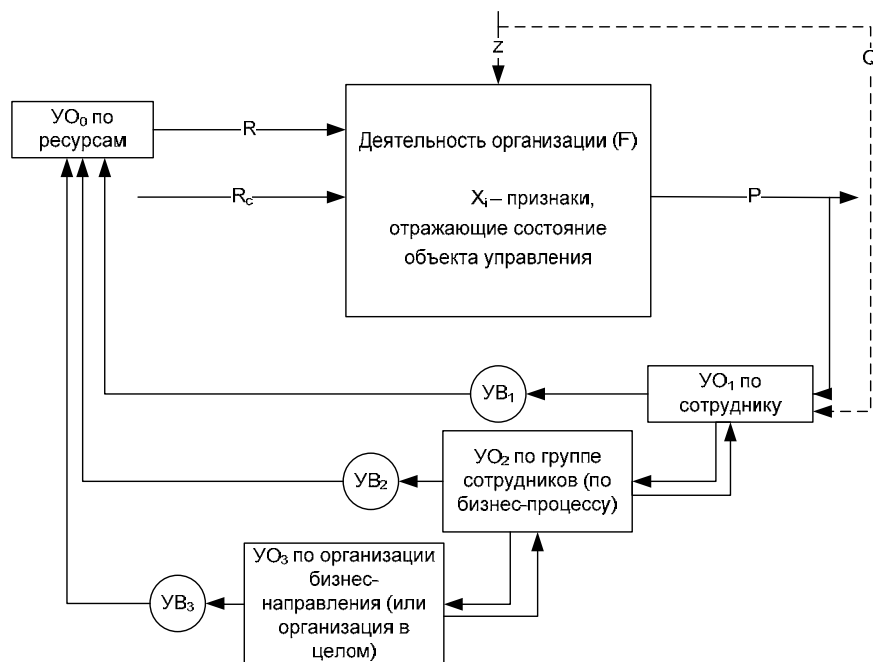 Z
Q
УО₀ по
ресурсам
R
Деятельность организации (F)
Rс
Xᵢ – признаки,
отражающие состояние
объекта управления
P
УО₁ по
сотруднику
УВ₁
УО₂ по группе
сотрудников (по
бизнес-процессу)
УВ₂
УО₃ по организации
бизнес-
направления (или
организация в
целом)
УВ₃